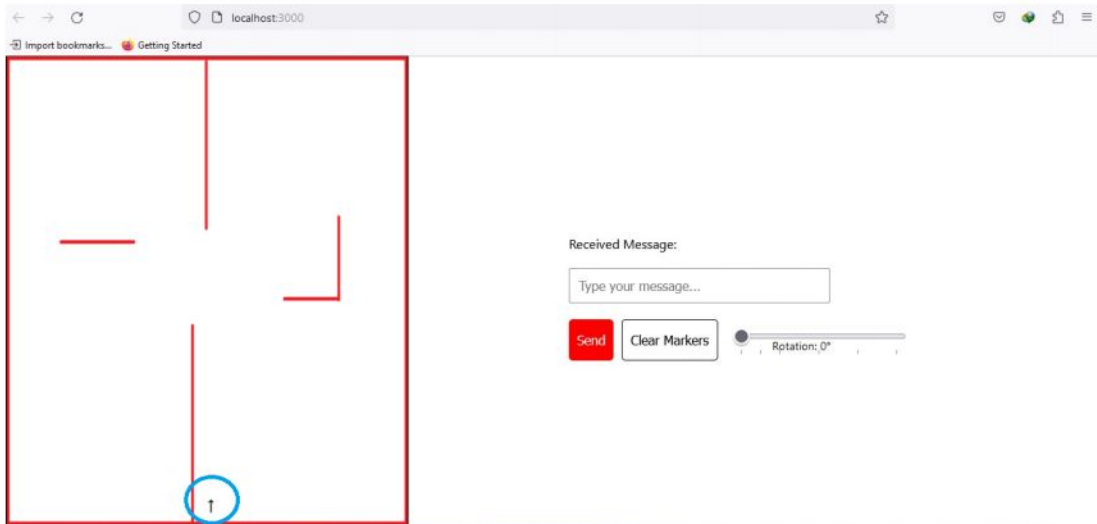 localhost:3000
Import bookmarks... Getting Started
Received Message:
Type your message...
Send Clear Markers
Rotation: 0°